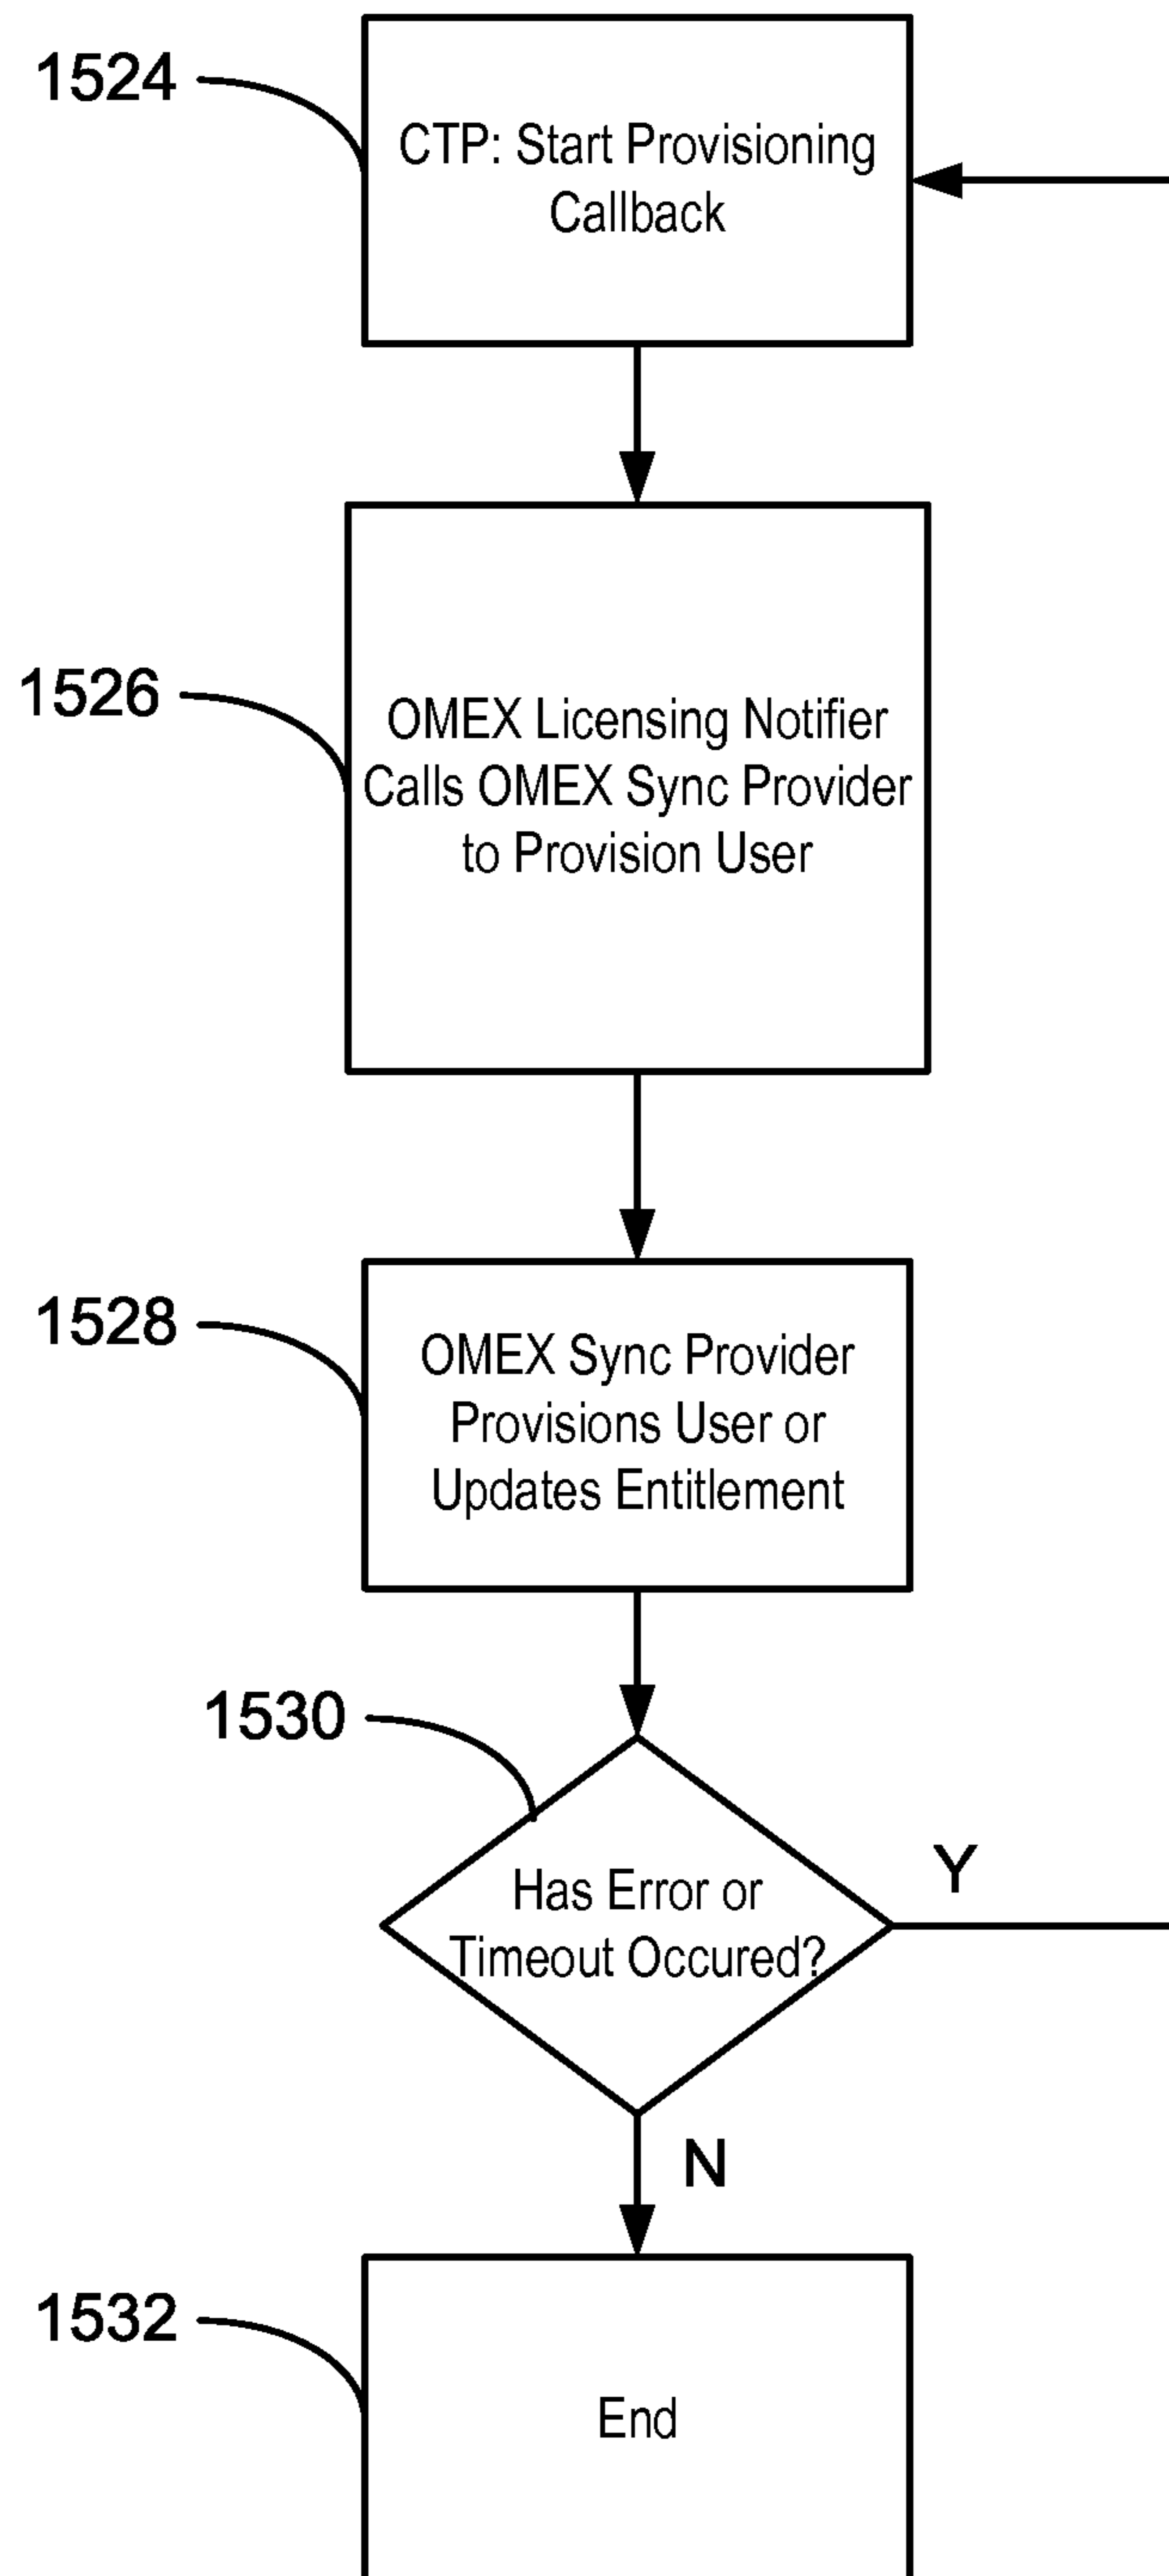 1524
CTP: Start Provisioning
Callback
1526
OMEX Licensing Notifier
Calls OMEX Sync Provider
to Provision User
1528
OMEX Sync Provider
Provisions User or
Updates Entitlement
1530
Has Error or
Timeout Occured?
Y
N
1532
End